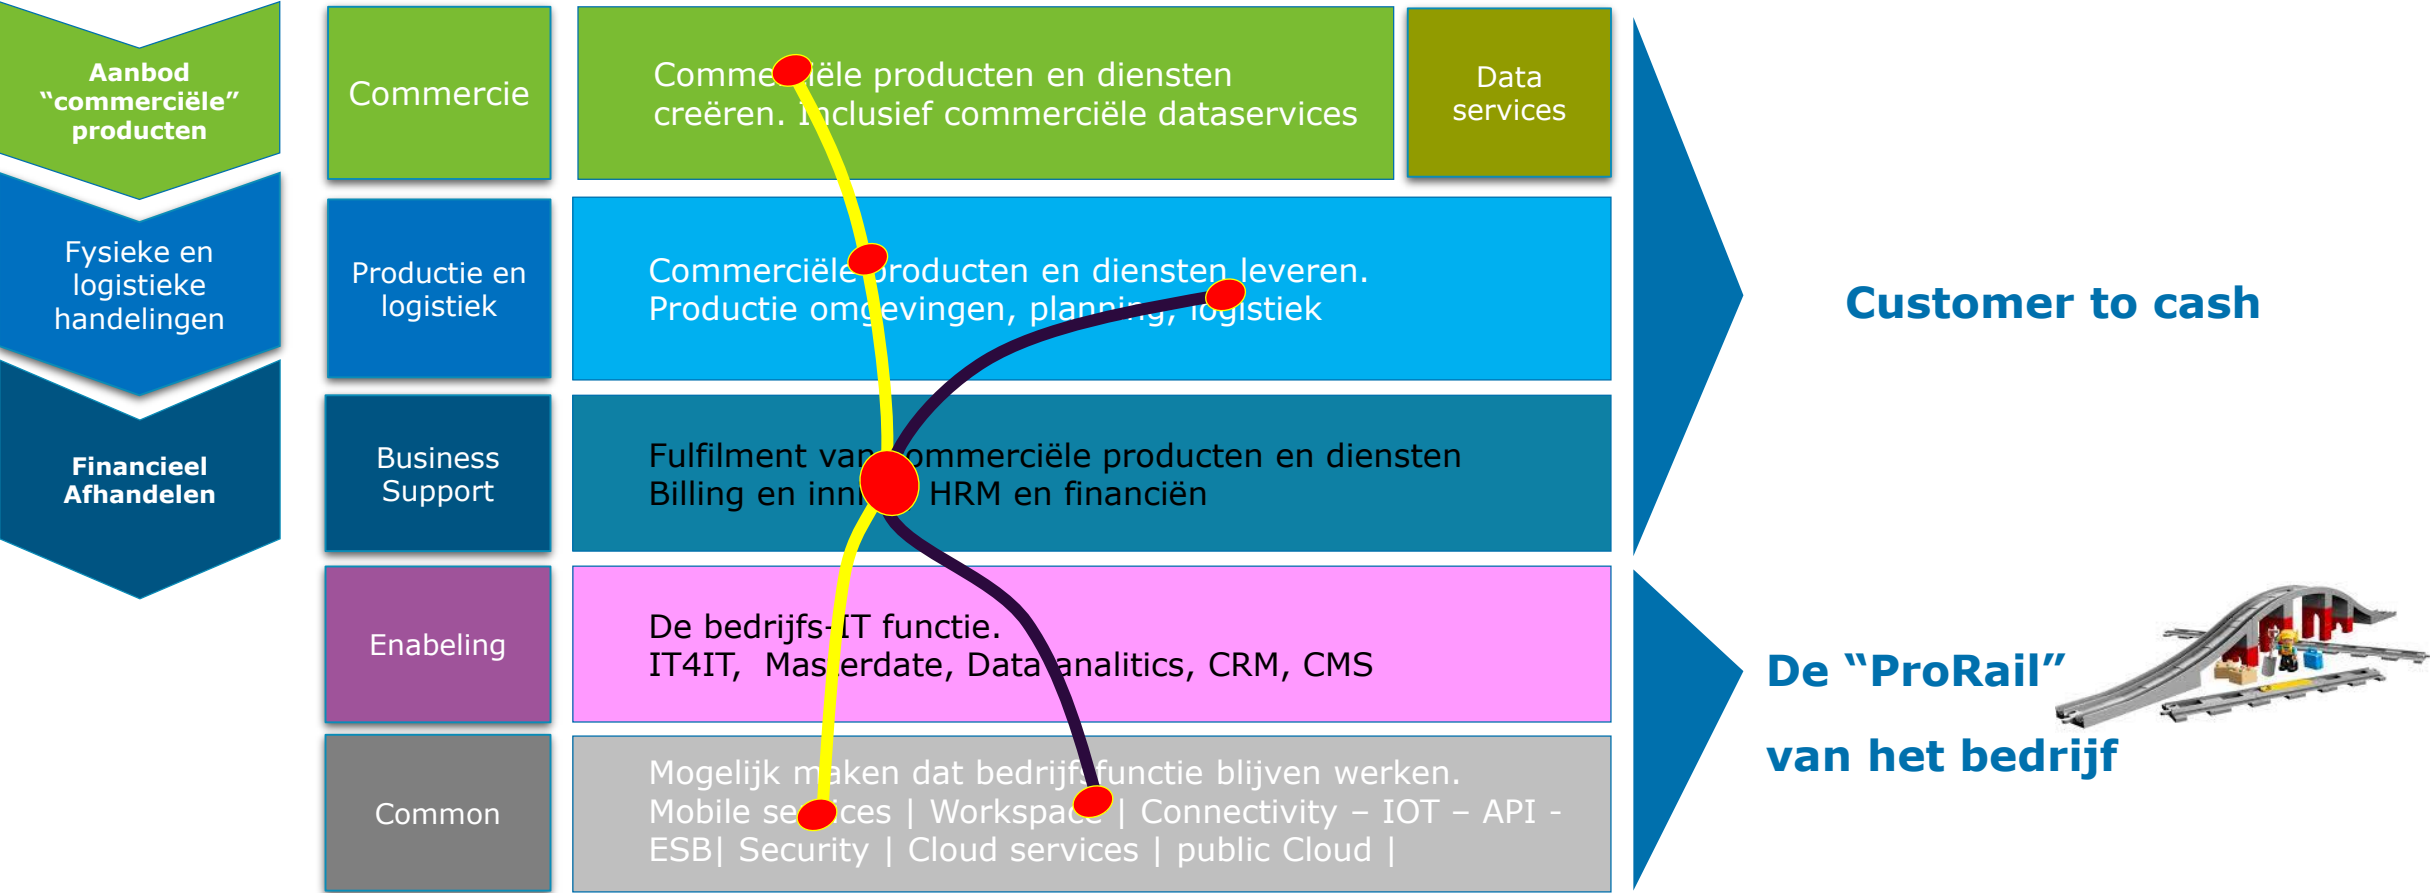 Aanbod
“commerciële”
producten
Commercie
Commerciële producten en diensten
creëren. Inclusief commerciële dataservices
Data
services
Fysieke en
logistieke
handelingen
Productie en
logistiek
Commerciële producten en diensten leveren.
Productie omgevingen, planning, logistiek
Customer to cash
Financieel
Afhandelen
Business
Support
Fulfilment van commerciële producten en diensten
Billing en HRM en financiën
Enabeling
De bedrijfs-IT functie.
IT4IT, Masterdate, Data analitics, CRM, CMS
De “ProRail”
van het bedrijf
Common
Mogelijk maken dat bedrijfsfunctie blijven werken.
Mobile services | Workspace | Connectivity – IOT – API -
ESB| Security | Cloud services | public Cloud |